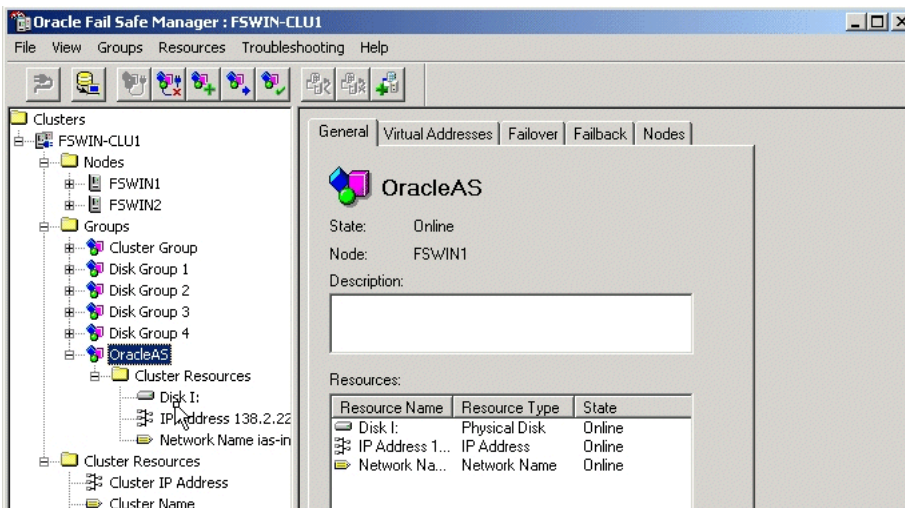 Oracle Fail Safe Manager : FSWIN-CLU1
File View Groups Resources Troubleshooting Help
Clusters
FSWIN-CLU1
Nodes
FSWIN1
FSWIN2
Groups
Cluster Group
Disk Group 1
Disk Group 2
Disk Group 3
Disk Group 4
OracleAS
Cluster Resources
Disk I:
IP Address 138.2.22
Network Name ias-in
Cluster Resources
Cluster IP Address
Cluster Name
General Virtual Addresses Failover Failback Nodes
OracleAS
State: Online
Node: FSWIN1
Description:
Resources:
Resource Name Resource Type State
Disk I: Physical Disk Online
IP Address 1... IP Address Online
Network Na... Network Name Online